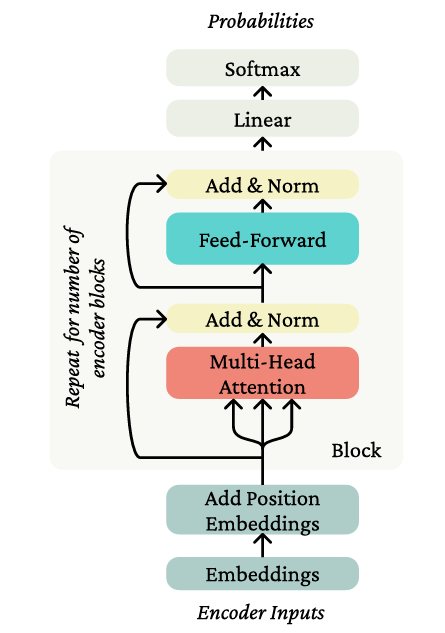 Probabilities
Softmax
Linear
Add & Norm
Feed-Forward
Repeat for number of
encoder blocks
Add & Norm
Multi-Head
Attention
Block
Add Position
Embeddings
Embeddings
Encoder Inputs